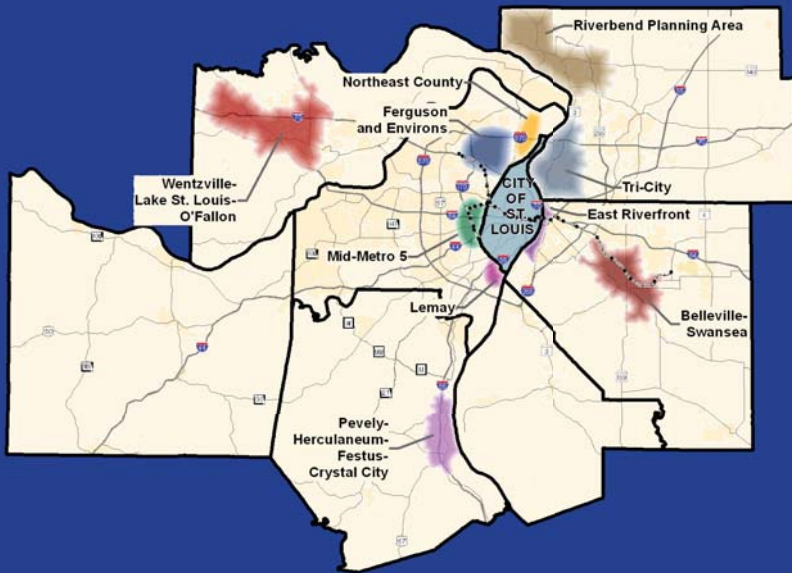 Riverbend Planning Area
Northeast County
Ferguson
and Environs
Wentzville-
Lake St. Louis-
O'Fallon
CITY
OF
ST.
LOUIS
Tri-City
East Riverfront
Mid-Metro 5
Lemay
Belleville-
Swansea
Pevely-
Herculaneum-
Festus-
Crystal City